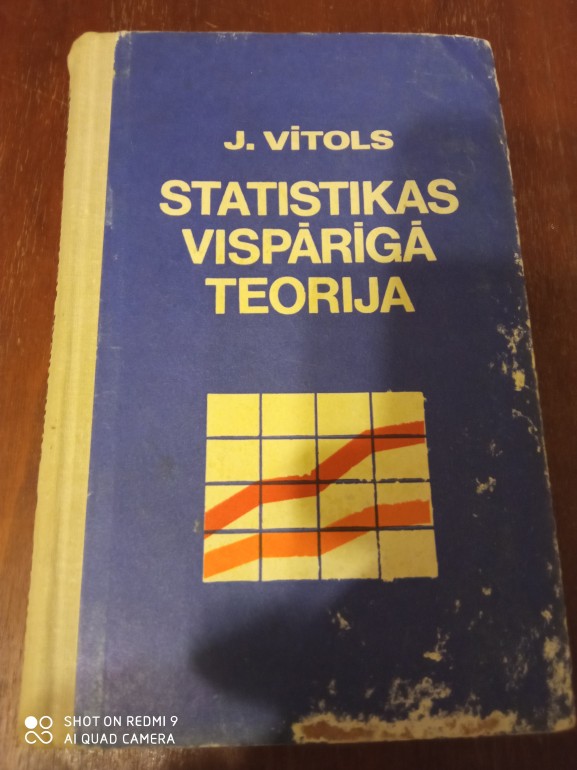 J. VĪTOLS
STATISTIKAS
VISPĀRĪGĀ
TEORIJA
SHOT ON REDMI 9
AI QUAD CAMERA